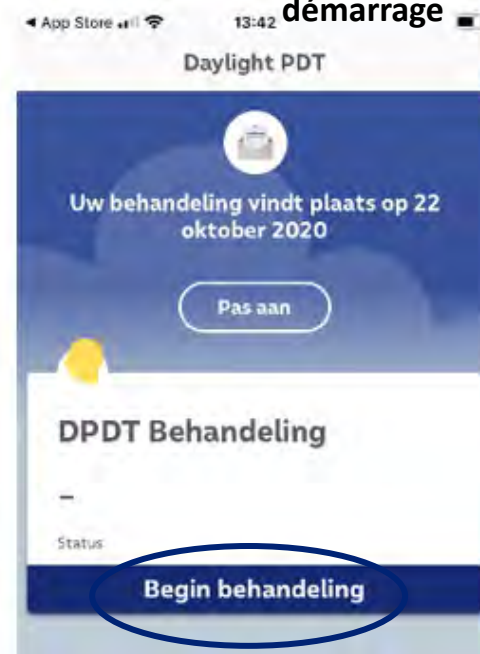 démarrage
App Store
13:42
Daylight PDT
Uw behandeling vindt plaats op 22
oktober 2020
Pas aan
DPDT Behandeling
–
Status
Begin behandeling